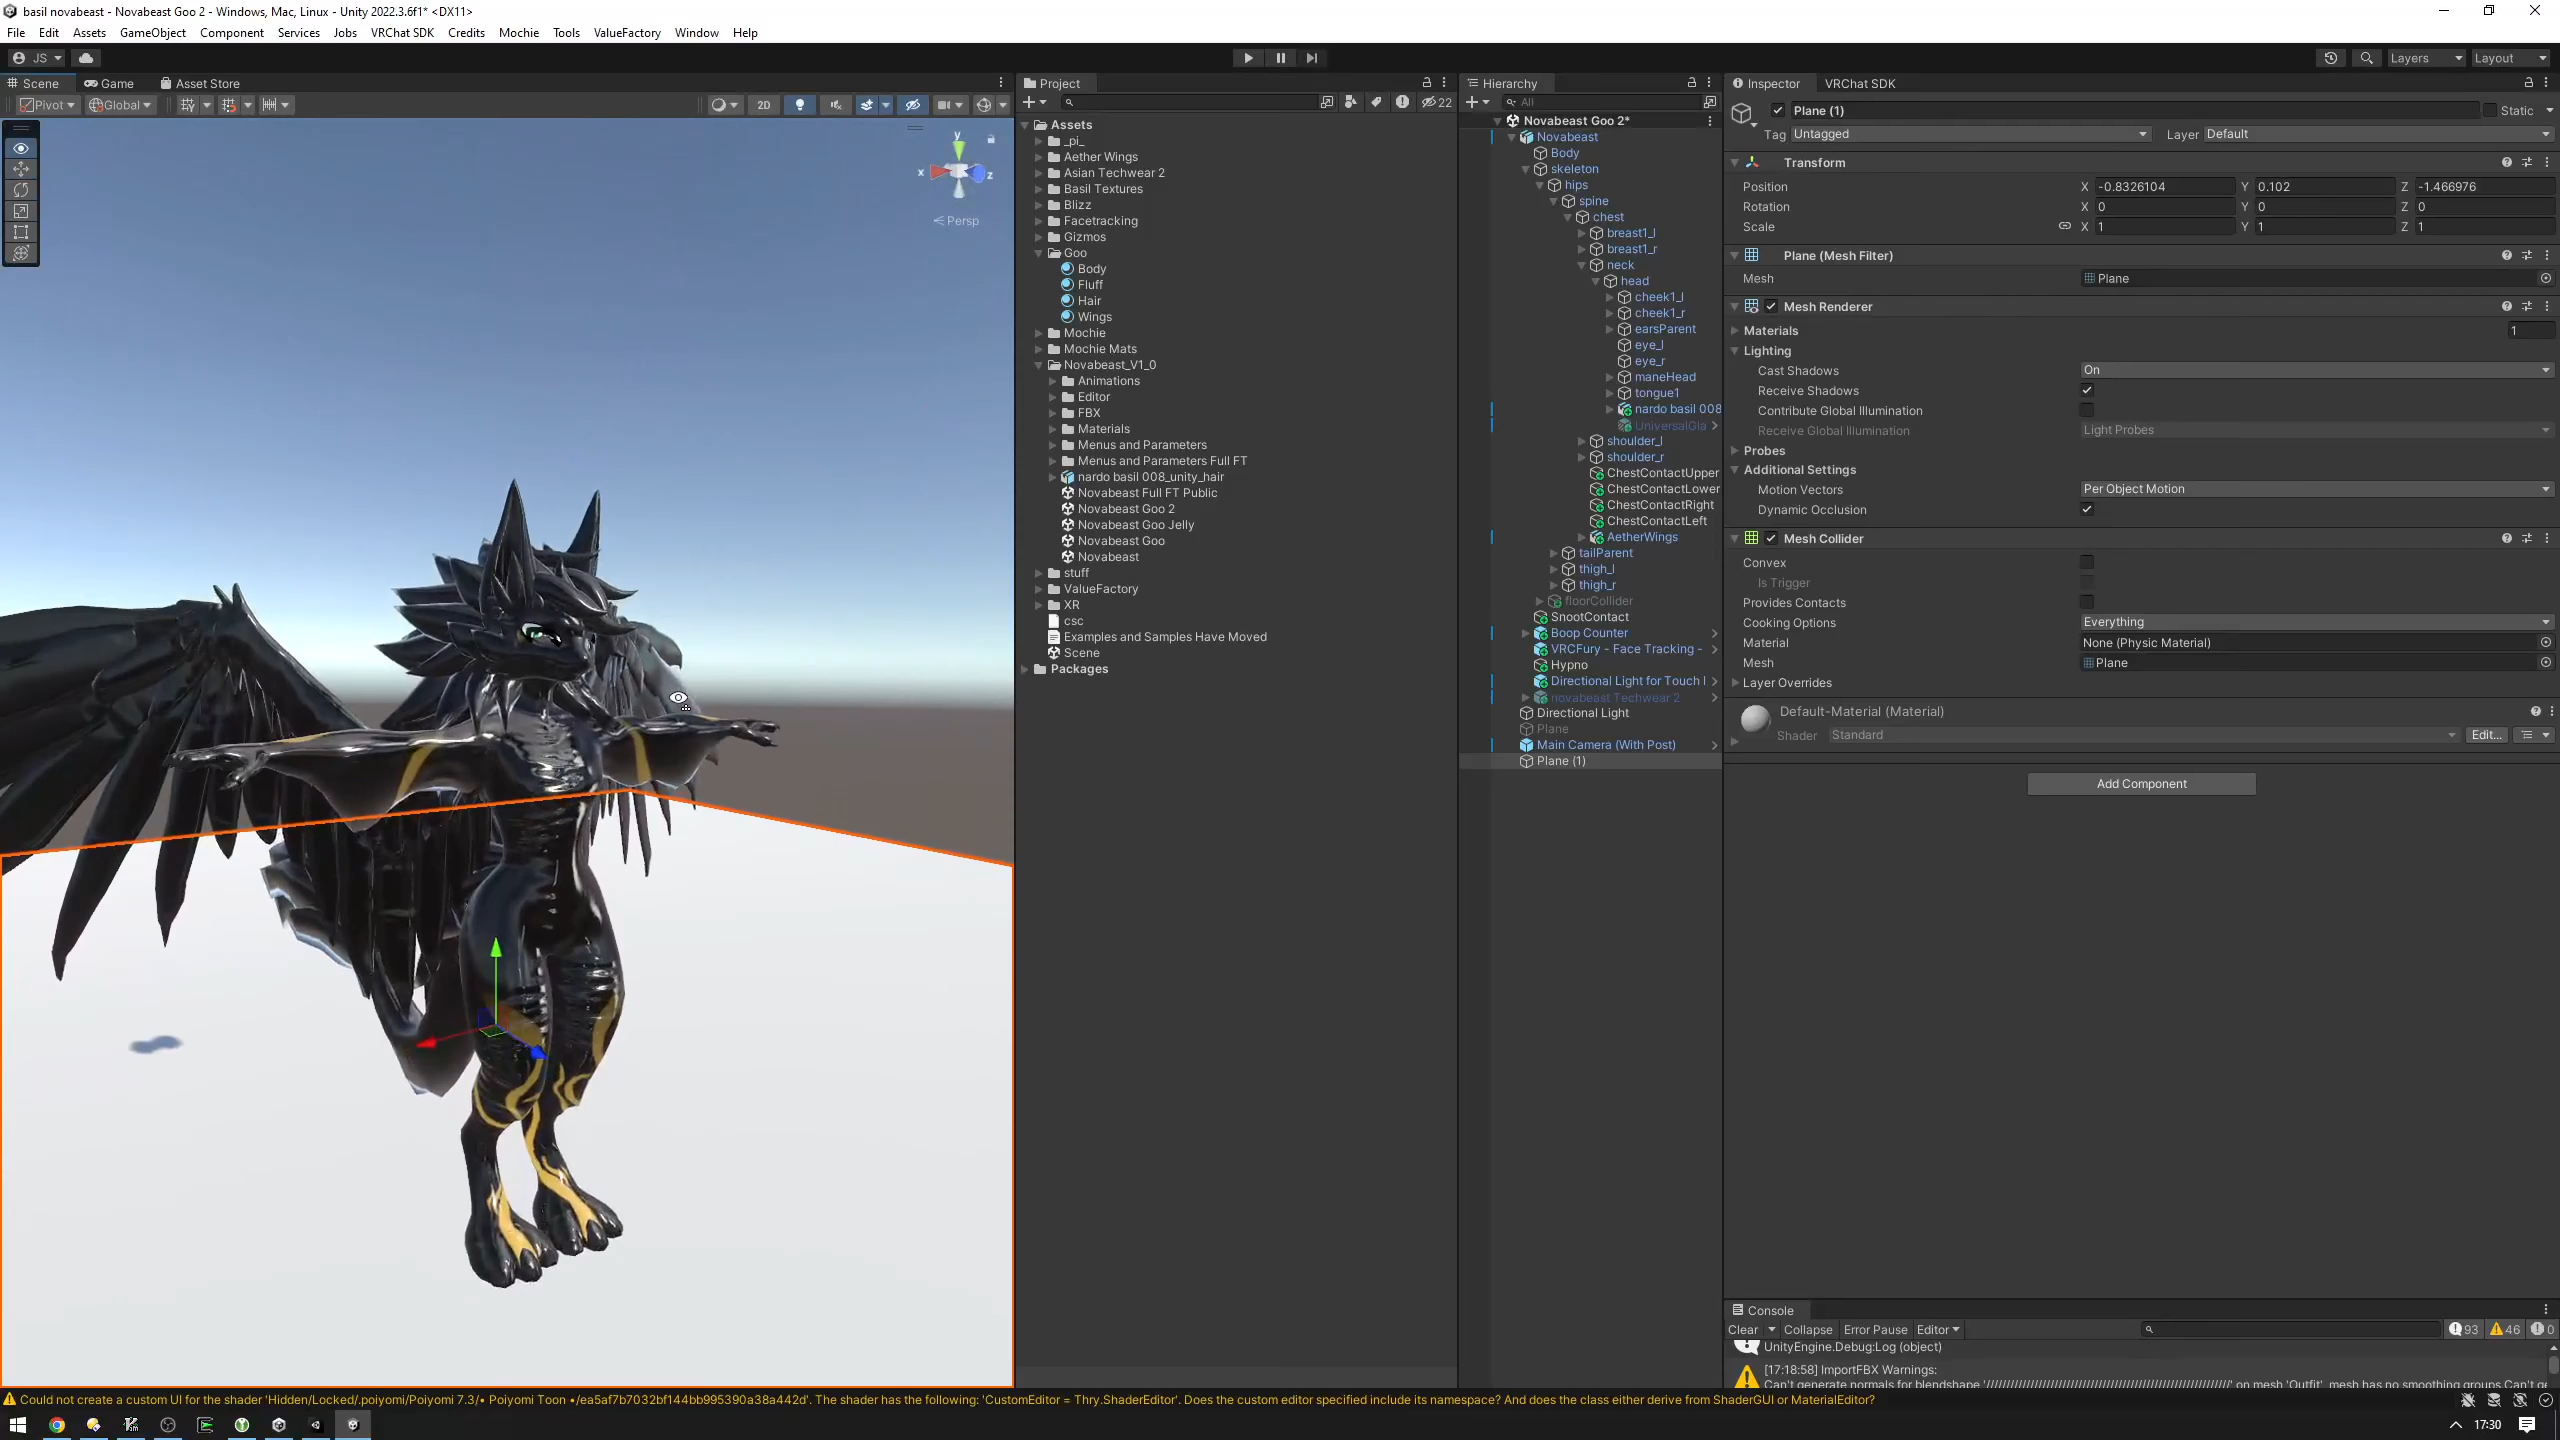 basil novabeast - Novabeast Goo 2 - Windows, Mac, Linux - Unity 2022.3.6f1* <DX11>
File Edit Assets GameObject Component Services Jobs VRChat SDK Credits Mochie Tools ValueFactory Window Help
JS Layers Layout
Scene Game Asset Store
Pivot Global 2D
y
x z
Persp
Project
22
Assets
_pi_
Aether Wings
Asian Techwear 2
Basil Textures
Blizz
Facetracking
Gizmos
Goo
Body
Fluff
Hair
Wings
Mochie
Mochie Mats
Novabeast_V1_0
Animations
Editor
FBX
Materials
Menus and Parameters
Menus and Parameters Full FT
nardo basil 008_unity_hair
Novabeast Full FT Public
Novabeast Goo 2
Novabeast Goo Jelly
Novabeast Goo
Novabeast
stuff
ValueFactory
XR
csc
Examples and Samples Have Moved
Scene
Packages
Hierarchy
All
Novabeast Goo 2*
Novabeast
Body
skeleton
hips
spine
chest
breast1_l
breast1_r
neck
head
cheek1_l
cheek1_r
earsParent
eye_l
eye_r
maneHead
tongue1
nardo basil 008
UniversalGla
shoulder_l
shoulder_r
ChestContactUpper
ChestContactLower
ChestContactRight
ChestContactLeft
AetherWings
tailParent
thigh_l
thigh_r
floorCollider
SnootContact
Boop Counter
VRCFury - Face Tracking -
Hypno
Directional Light for Touch
novabeast Techwear 2
Directional Light
Plane
Main Camera (With Post)
Plane (1)
Inspector VRChat SDK
Plane (1) Static
Tag Untagged Layer Default
Transform
Position X -0.8326104 Y 0.102 Z -1.466976
Rotation X 0 Y 0 Z 0
Scale X 1 Y 1 Z 1
Plane (Mesh Filter)
Mesh Plane
Mesh Renderer
Materials 1
Lighting
Cast Shadows On
Receive Shadows
Contribute Global Illumination
Receive Global Illumination Light Probes
Probes
Additional Settings
Motion Vectors Per Object Motion
Dynamic Occlusion
Mesh Collider
Convex
Is Trigger
Provides Contacts
Cooking Options Everything
Material None (Physic Material)
Mesh Plane
Layer Overrides
Default-Material (Material)
Shader Standard Edit...
Add Component
Console
Clear Collapse Error Pause Editor 93 46 0
UnityEngine.Debug:Log (object)
[17:18:58] ImportFBX Warnings:
Could not create a custom UI for the shader 'Hidden/Locked/.poiyomi/Poiyomi 7.3/• Poiyomi Toon •/ea5af7b7032bf144bb995390a38a442d'. The shader has the following: 'CustomEditor = Thry.ShaderEditor'. Does the custom editor specified include its namespace? And does the class either derive from ShaderGUI or MaterialEditor?
17:30